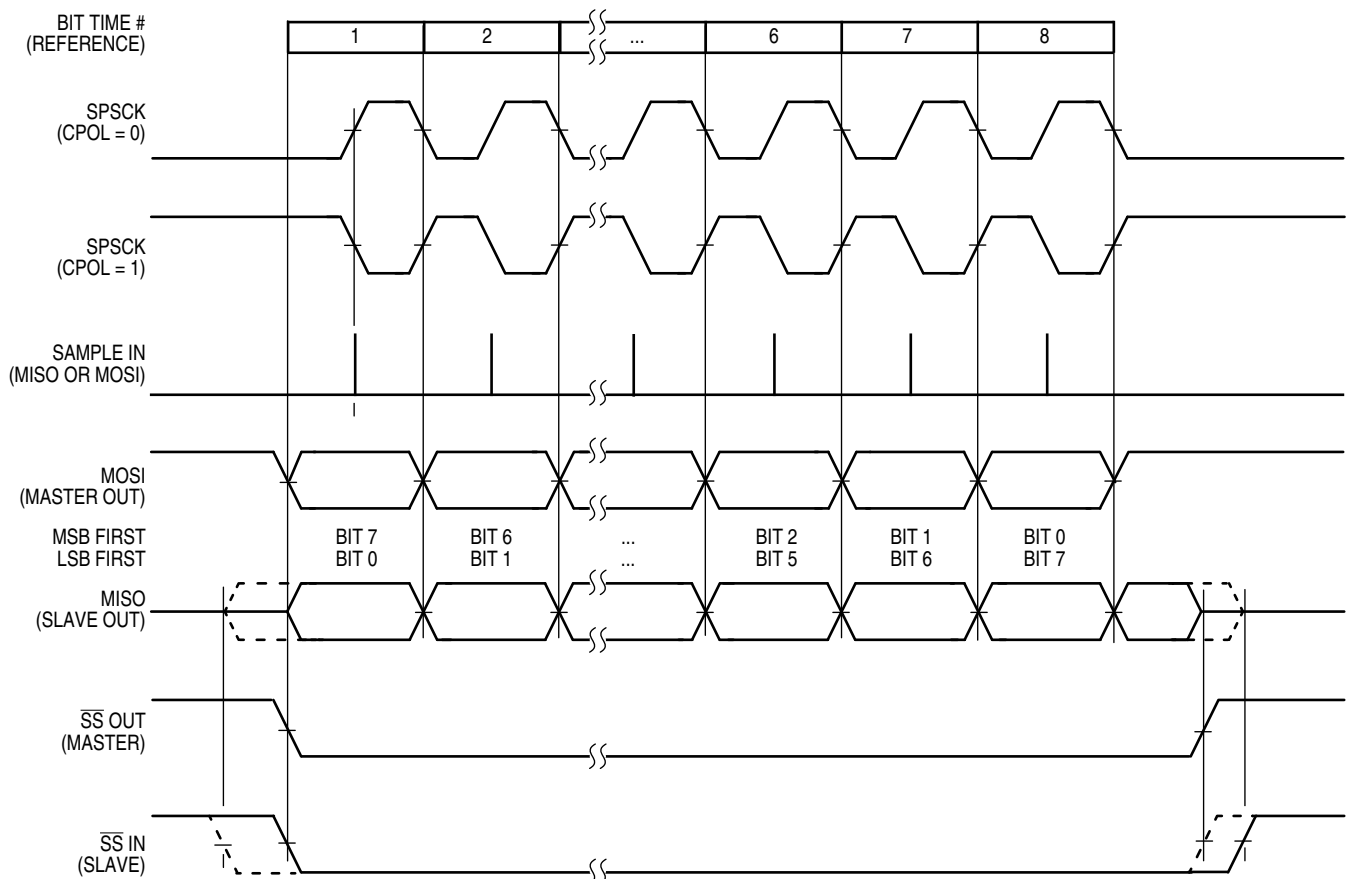 BIT TIME #
(REFERENCE)
1 2 ... 6 7 8
SPSCK
(CPOL = 0)
SPSCK
(CPOL = 1)
SAMPLE IN
(MISO OR MOSI)
MOSI
(MASTER OUT)
MSB FIRST BIT 7 BIT 6 ... BIT 2 BIT 1 BIT 0
LSB FIRST BIT 0 BIT 1 ... BIT 5 BIT 6 BIT 7
MISO
(SLAVE OUT)
S̅S̅ OUT
(MASTER)
S̅S̅ IN
(SLAVE)